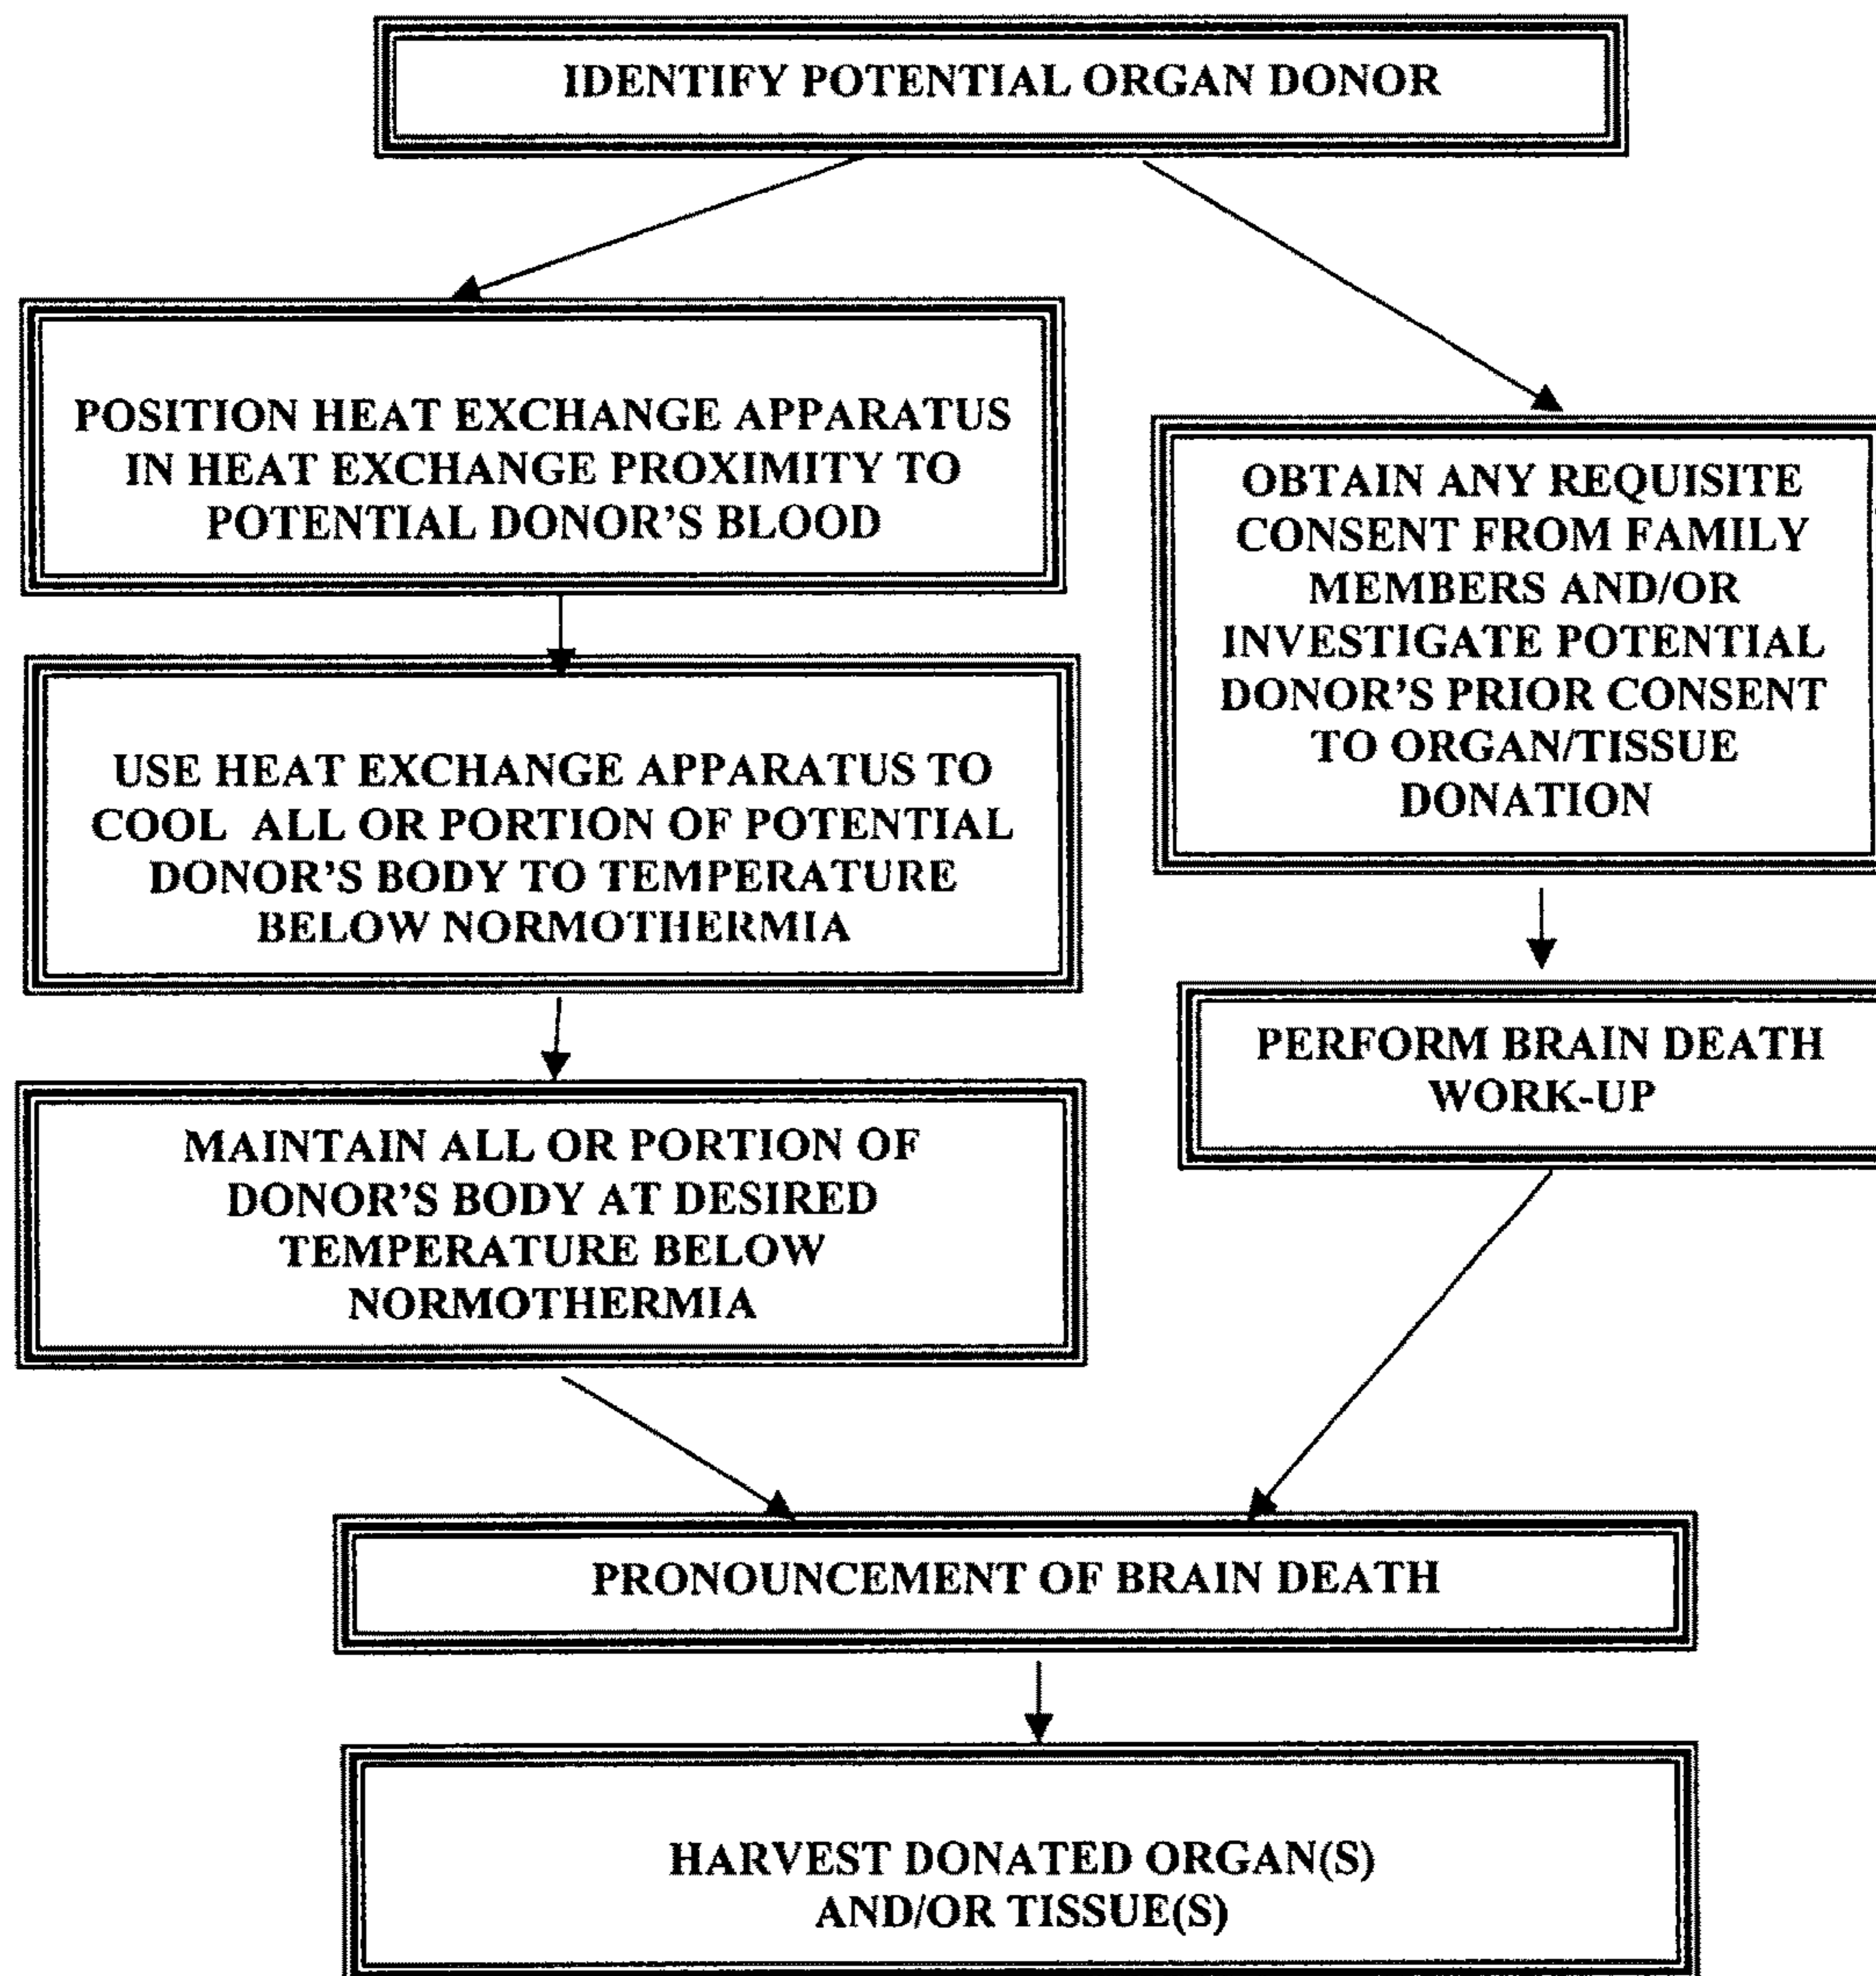 IDENTIFY POTENTIAL ORGAN DONOR
POSITION HEAT EXCHANGE APPARATUS
IN HEAT EXCHANGE PROXIMITY TO
POTENTIAL DONOR'S BLOOD
USE HEAT EXCHANGE APPARATUS TO
COOL ALL OR PORTION OF POTENTIAL
DONOR'S BODY TO TEMPERATURE
BELOW NORMOTHERMIA
MAINTAIN ALL OR PORTION OF
DONOR'S BODY AT DESIRED
TEMPERATURE BELOW
NORMOTHERMIA
OBTAIN ANY REQUISITE
CONSENT FROM FAMILY
MEMBERS AND/OR
INVESTIGATE POTENTIAL
DONOR'S PRIOR CONSENT
TO ORGAN/TISSUE
DONATION
PERFORM BRAIN DEATH
WORK-UP
PRONOUNCEMENT OF BRAIN DEATH
HARVEST DONATED ORGAN(S)
AND/OR TISSUE(S)